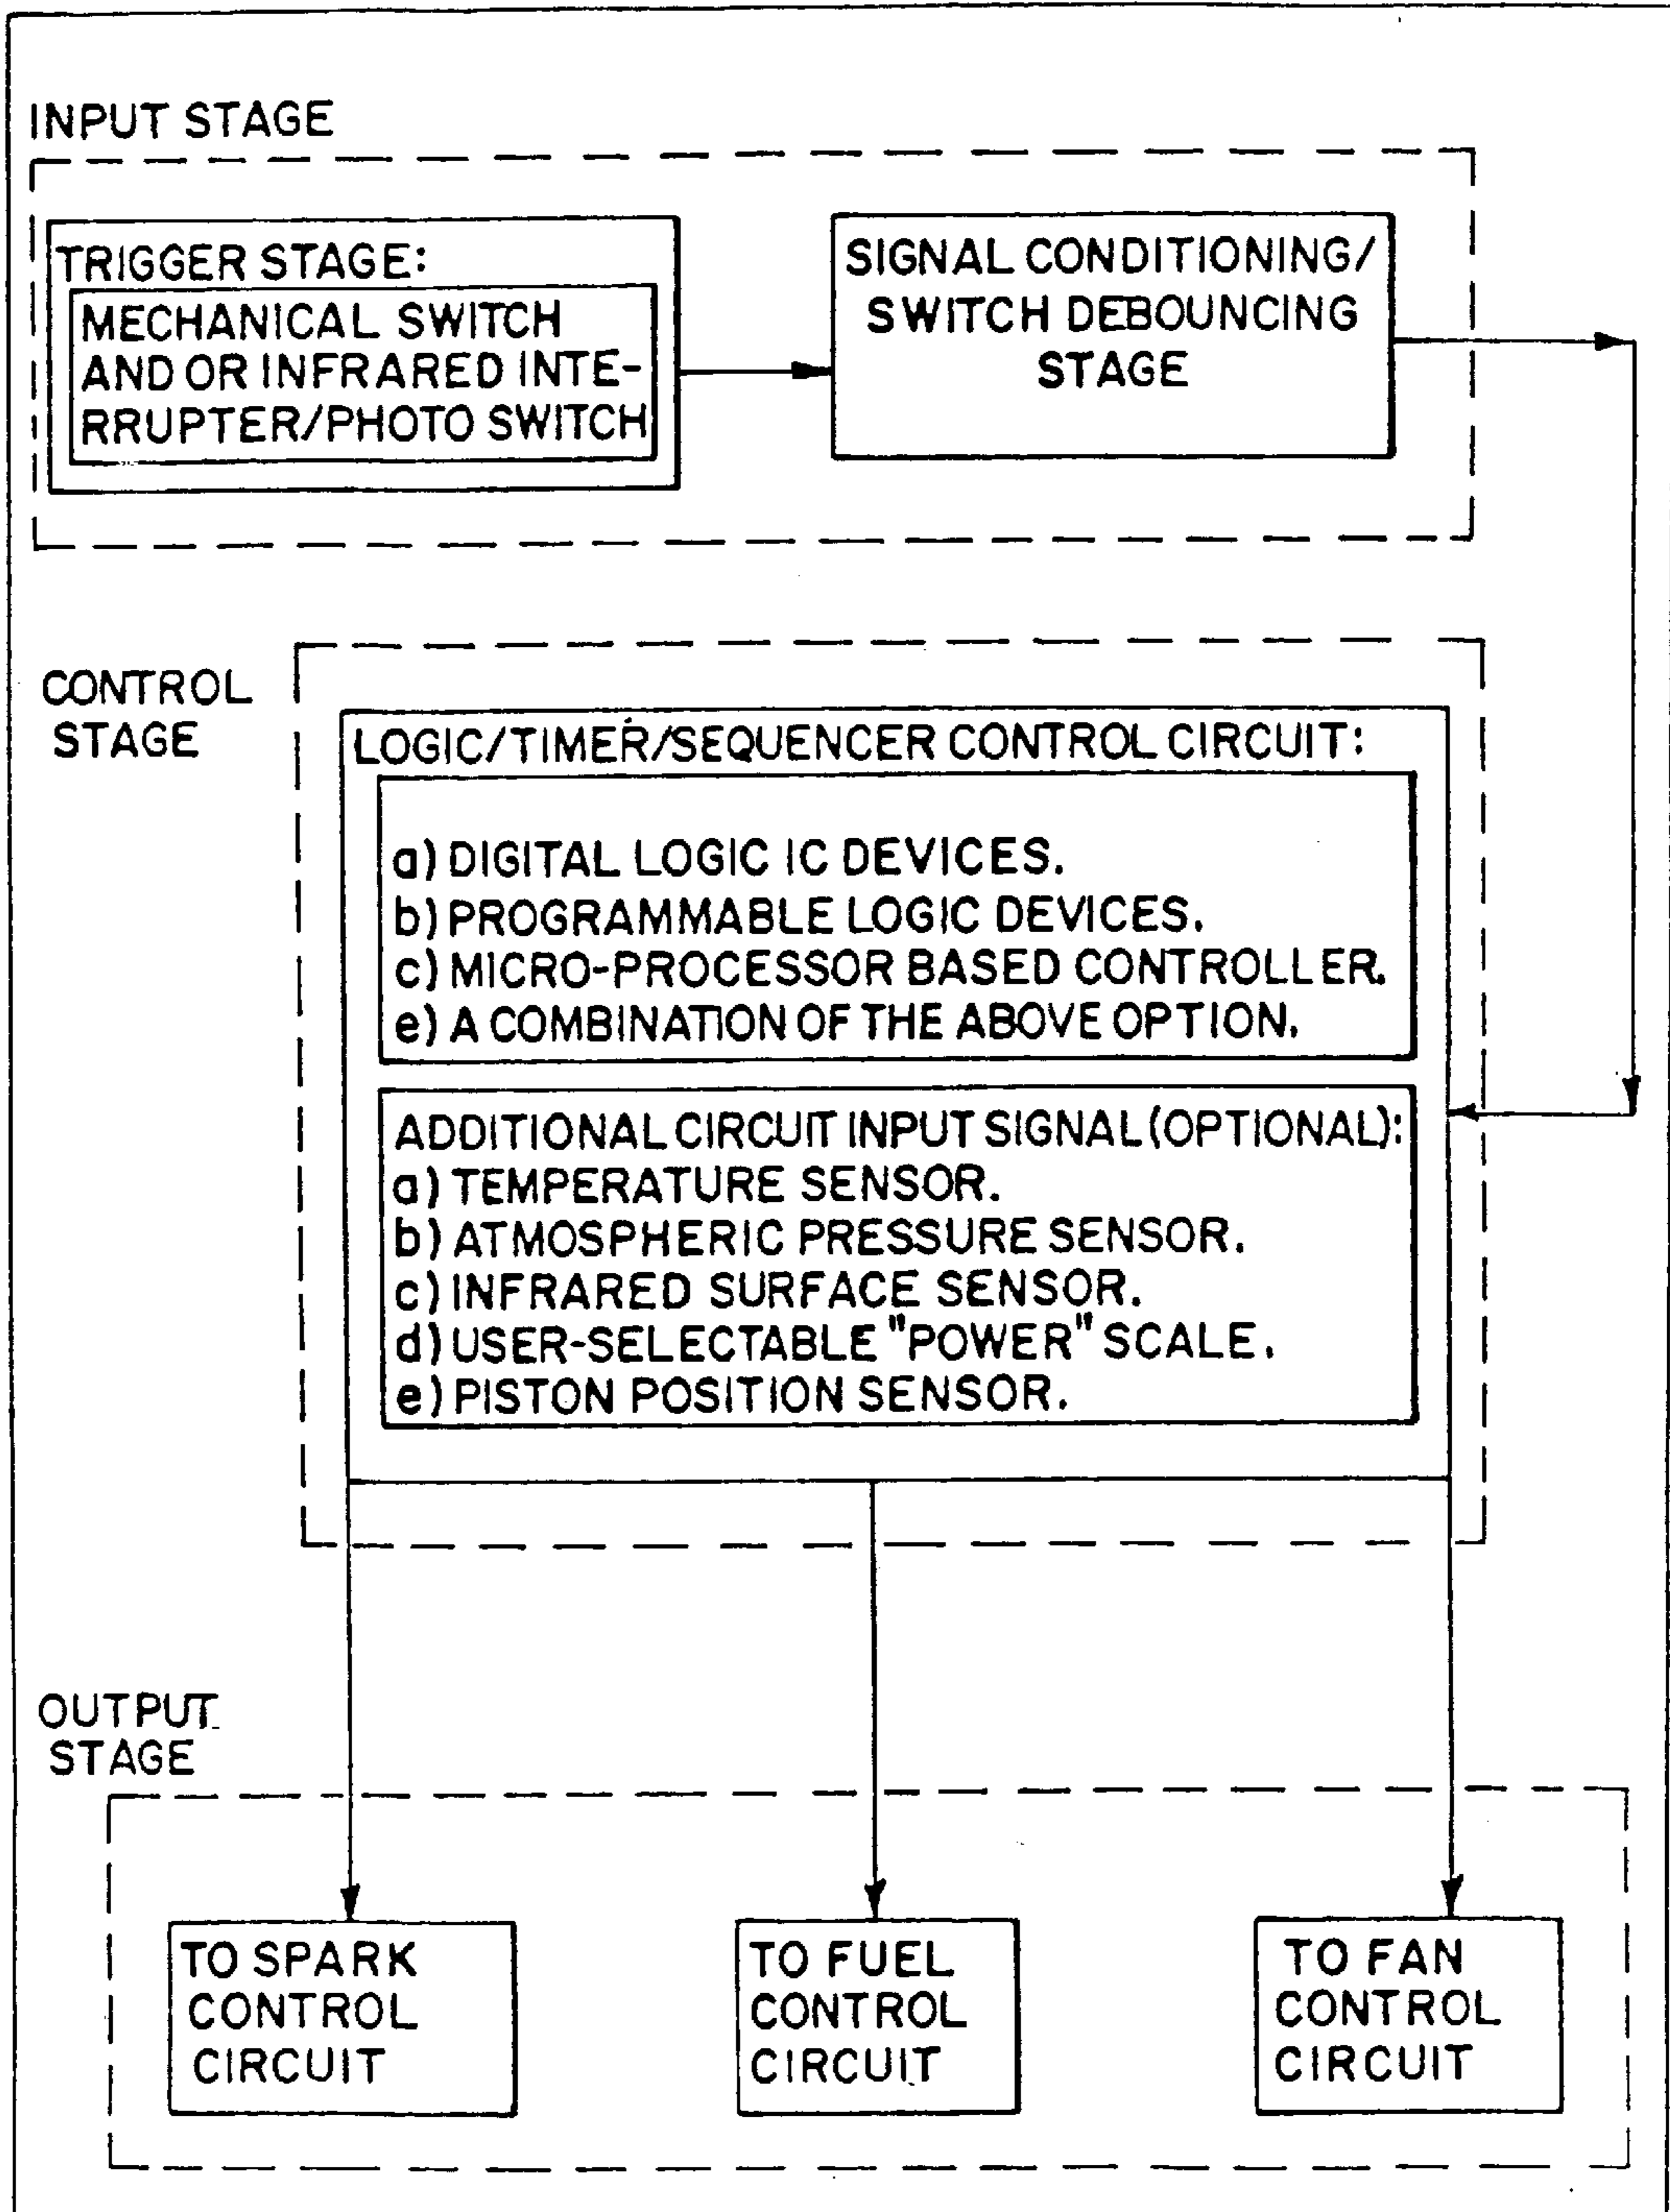 INPUT STAGE
TRIGGER STAGE:
MECHANICAL SWITCH
AND OR INFRARED INTE-
RRUPTER/PHOTO SWITCH
SIGNAL CONDITIONING/
SWITCH DEBOUNCING
STAGE
CONTROL
STAGE
LOGIC/TIMER/SEQUENCER CONTROL CIRCUIT:
a) DIGITAL LOGIC IC DEVICES.
b) PROGRAMMABLE LOGIC DEVICES.
c) MICRO-PROCESSOR BASED CONTROLLER.
e) A COMBINATION OF THE ABOVE OPTION.
ADDITIONAL CIRCUIT INPUT SIGNAL (OPTIONAL):
a) TEMPERATURE SENSOR.
b) ATMOSPHERIC PRESSURE SENSOR.
c) INFRARED SURFACE SENSOR.
d) USER-SELECTABLE "POWER" SCALE.
e) PISTON POSITION SENSOR.
OUTPUT
STAGE
TO SPARK
CONTROL
CIRCUIT
TO FUEL
CONTROL
CIRCUIT
TO FAN
CONTROL
CIRCUIT